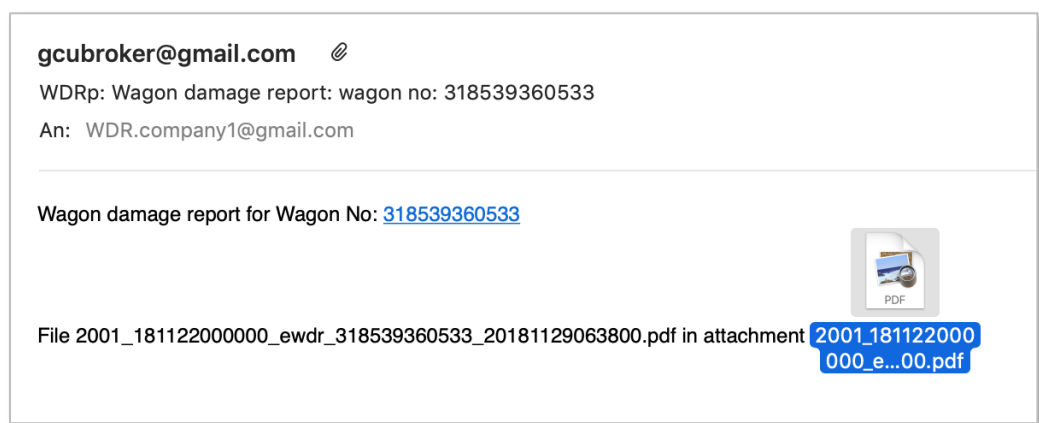 gcubroker@gmail.com
WDRp: Wagon damage report: wagon no: 318539360533
An: WDR.company1@gmail.com
Wagon damage report for Wagon No: 318539360533
PDF
File 2001_181122000000_ewdr_318539360533_20181129063800.pdf in attachment 2001_181122000
000_e...00.pdf